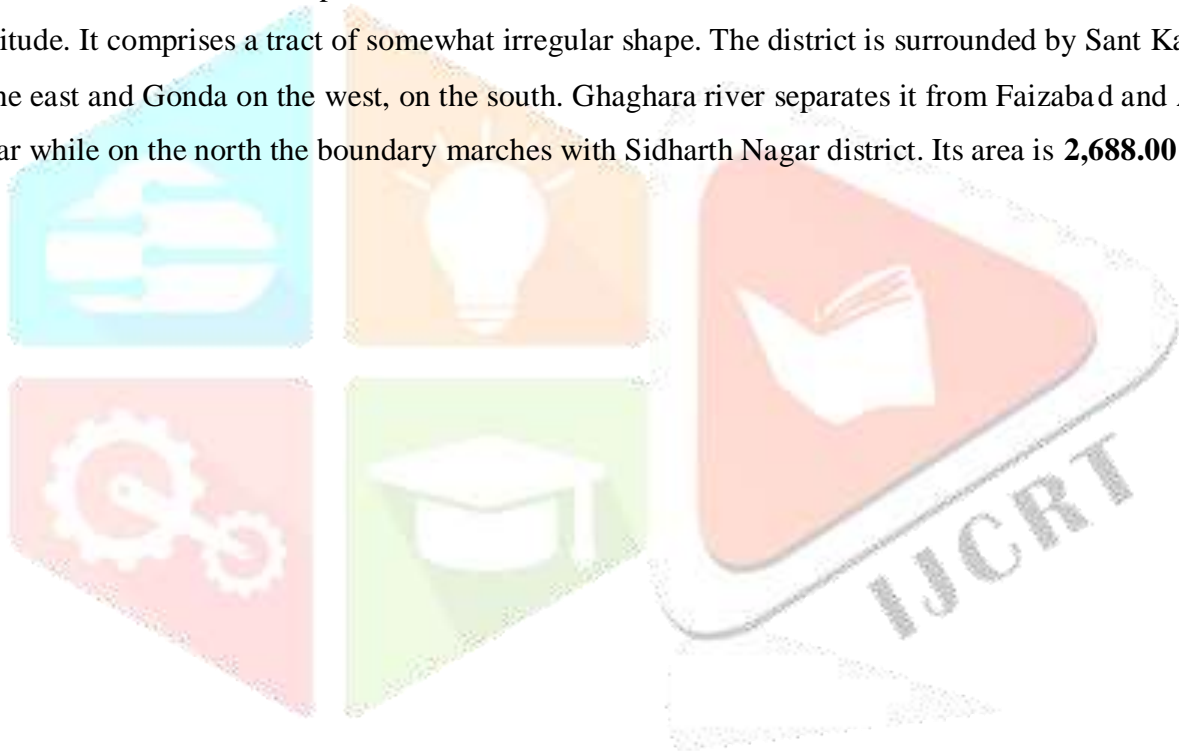 itude. It comprises a tract of somewhat irregular shape. The district is surrounded by Sant Ka
ne east and Gonda on the west, on the south. Ghaghara river separates it from Faizabad and
ar while on the north the boundary marches with Sidharth Nagar district. Its area is 2,688.00
IJCRT